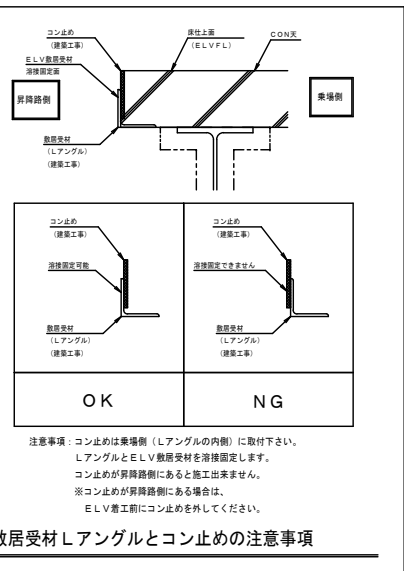 コン止め
(建築工事)
床仕上面
(ELVFL)
CON天
ELV敷居受材
溶接固定面
昇降路側
乗場側
敷居受材
(Lアングル)
(建築工事)
コン止め
(建築工事)
溶接固定可能
敷居受材
(Lアングル)
(建築工事)
コン止め
(建築工事)
溶接固定できません
敷居受材
(Lアングル)
(建築工事)
OK
NG
注意事項:コン止めは乗場側(Lアングルの内側)に取付下さい。
LアングルとELV敷居受材を溶接固定します。
コン止めが昇降路側にあると施工出来ません。
※コン止めが昇降路側にある場合は、
ELV着工前にコン止めを外してください。
敷居受材Lアングルとコン止めの注意事項